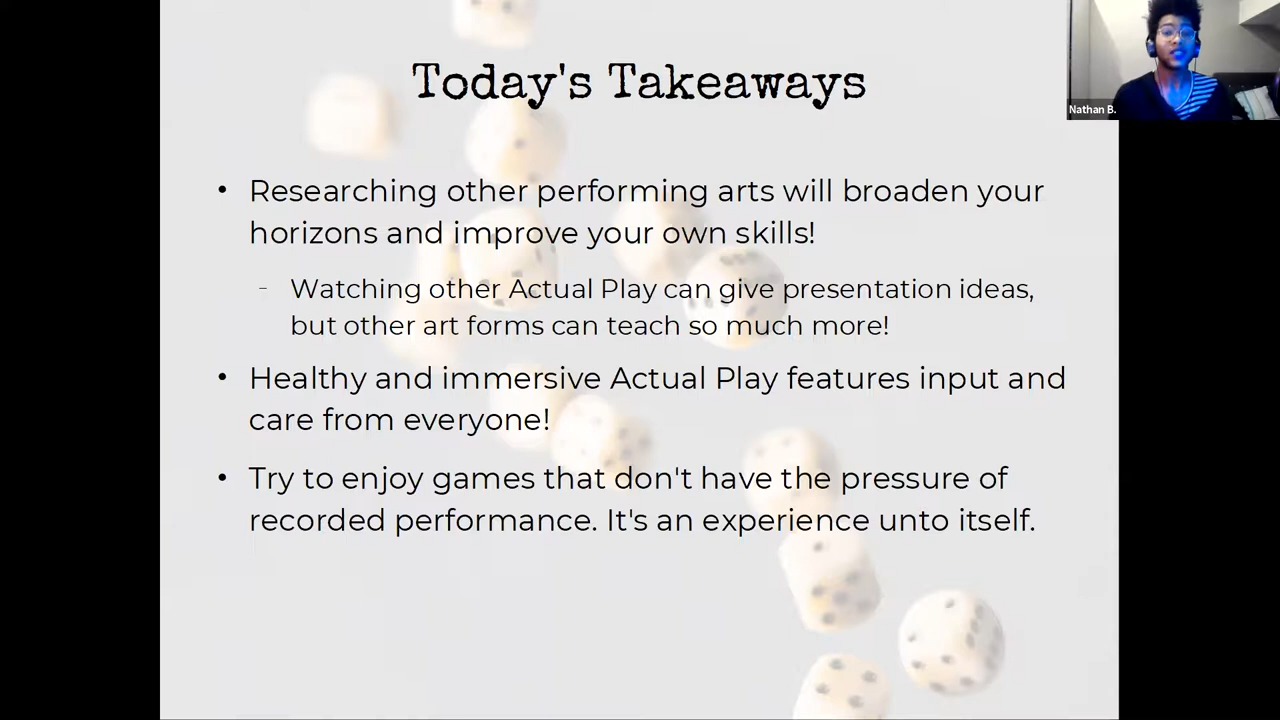 Today's Takeaways
Nathan B.
• Researching other performing arts will broaden your
horizons and improve your own skills!
- Watching other Actual Play can give presentation ideas,
but other art forms can teach so much more!
• Healthy and immersive Actual Play features input and
care from everyone!
• Try to enjoy games that don't have the pressure of
recorded performance. It's an experience unto itself.